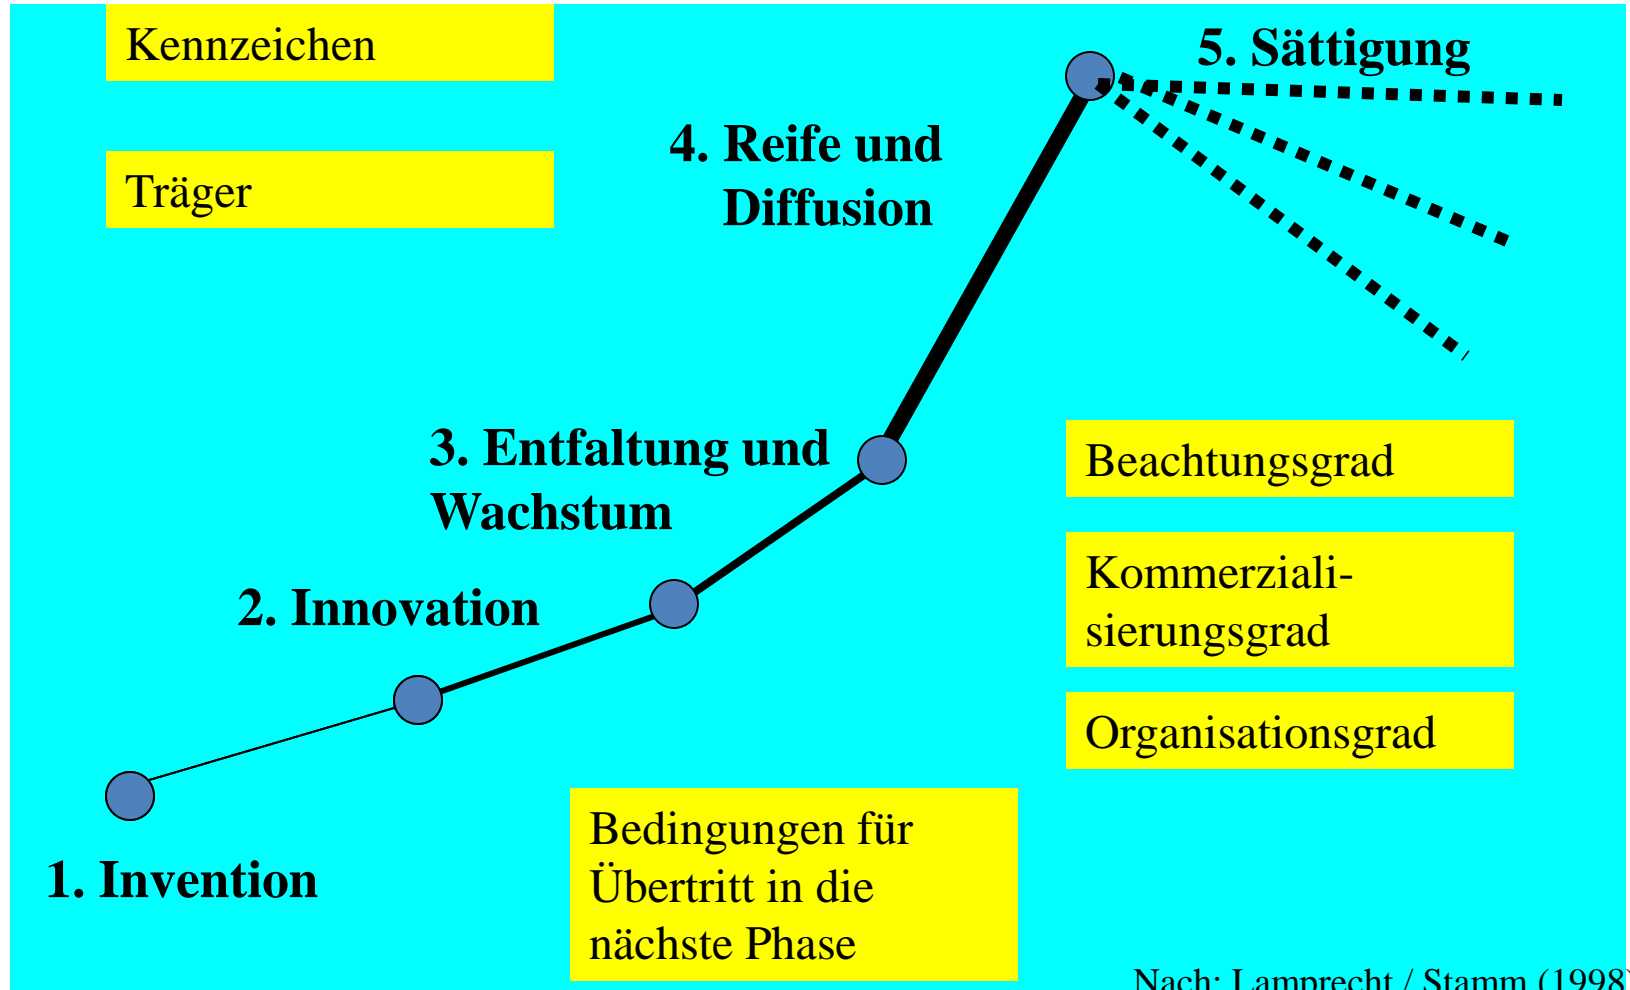 Kennzeichen
5. Sättigung
4. Reife und
Diffusion
Träger
3. Entfaltung und
Wachstum
Beachtungsgrad
Kommerziali-
sierungsgrad
2. Innovation
Organisationsgrad
1. Invention
Bedingungen für
Übertritt in die
nächste Phase
Nach: Lamprecht / Stamm (1998)